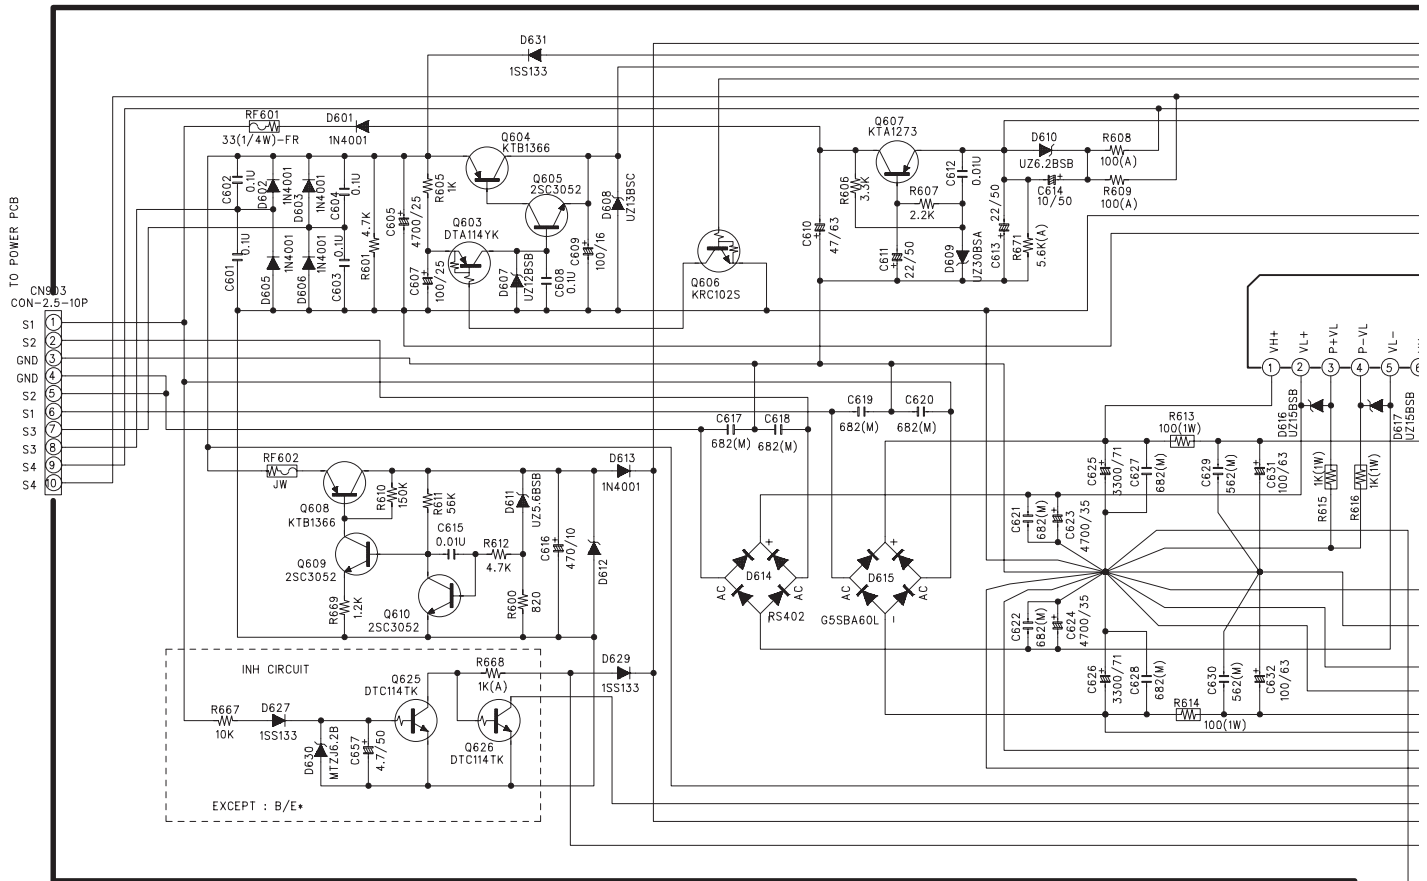 TO POWER PCB
CN903
CON-2.5-10P
S1
1
S2
2
GND
3
GND
4
S2
5
S1
6
S3
7
S3
8
S4
9
S4
10
D631
1SS133
RF601
33(1/4W)-FR
D601
1N4001
C602
0.1U
D602
1N4001
D603
1N4001
C604
0.1U
C601
0.1U
D605
1N4001
D606
1N4001
C603
0.1U
R601
4.7K
C605
4700/25
R605
1K
Q604
KTB1366
Q605
2SC3052
Q603
DTA114YK
C607
100/25
D607
UZ12BSB
C608
0.1U
C609
100/16
D608
UZ13BSC
Q606
KRC102S
C610
47/63
Q607
KTA1273
R606
3.3K
R607
2.2K
C612
0.01U
C611
22/50
D609
UZ30BSA
C613
22/50
D610
UZ6.2BSB
C614
10/50
R671
5.6K(A)
R608
100(A)
R609
100(A)
VH+
VL+
P+VL
P-VL
VL-
1
2
3
4
5
6
D616
UZ15BSB
D617
UZ15BSB
C617
682(M)
C618
682(M)
C619
682(M)
C620
682(M)
R613
100(1W)
C625
3300/71
C627
682(M)
C629
562(M)
C631
100/63
R615
1K(1W)
R616
1K(1W)
C621
682(M)
C623
4700/35
RF602
JW
Q608
KTB1366
R610
150K
R611
56K
C615
0.01U
D611
UZ5.6BSB
R612
4.7K
C616
470/10
D613
1N4001
D612
Q609
2SC3052
R669
1.2K
Q610
2SC3052
R600
820
+
D614
AC
AC
RS402
-
+
D615
AC
AC
G5SBA60L
-
C622
682(M)
C624
4700/35
C626
3300/71
C628
682(M)
C630
562(M)
C632
100/63
R614
100(1W)
INH CIRCUIT
R667
10K
D627
1SS133
D630
MTZJ6.2B
C657
4.7/50
Q625
DTC114TK
R668
1K(A)
Q626
DTC114TK
D629
1SS133
EXCEPT : B/E*